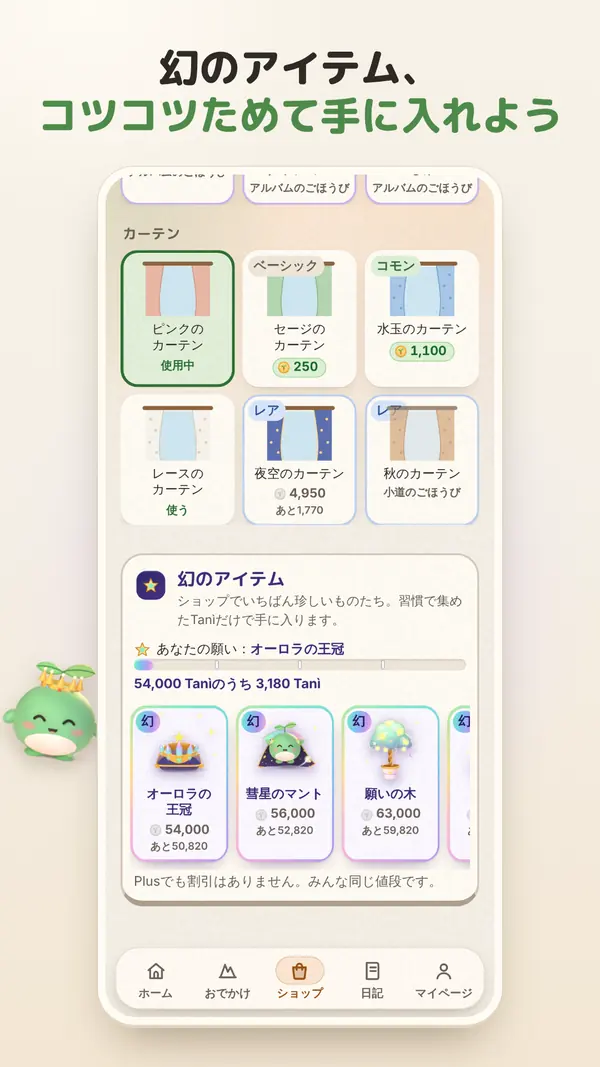 幻のアイテム、
コツコツためて手に入れよう
アルバムのごほうび
アルバムのごほうび
アルバムのごほうび
カーテン
ピンクの
カーテン
使用中
ベーシック
セージの
カーテン
250
コモン
水玉のカーテン
1,100
レースの
カーテン
使う
レア
夜空のカーテン
4,950
あと1,770
レア
秋のカーテン
小道のごほうび
幻のアイテム
ショップでいちばん珍しいものたち。習慣で集め
たTaniだけで手に入ります。
あなたの願い：オーロラの王冠
54,000 Taniのうち 3,180 Tani
幻
オーロラの
王冠
54,000
あと50,820
幻
彗星のマント
56,000
あと52,820
幻
願いの木
63,000
あと59,820
幻
Plusでも割引はありません。みんな同じ値段です。
ホーム
おでかけ
ショップ
日記
マイページ